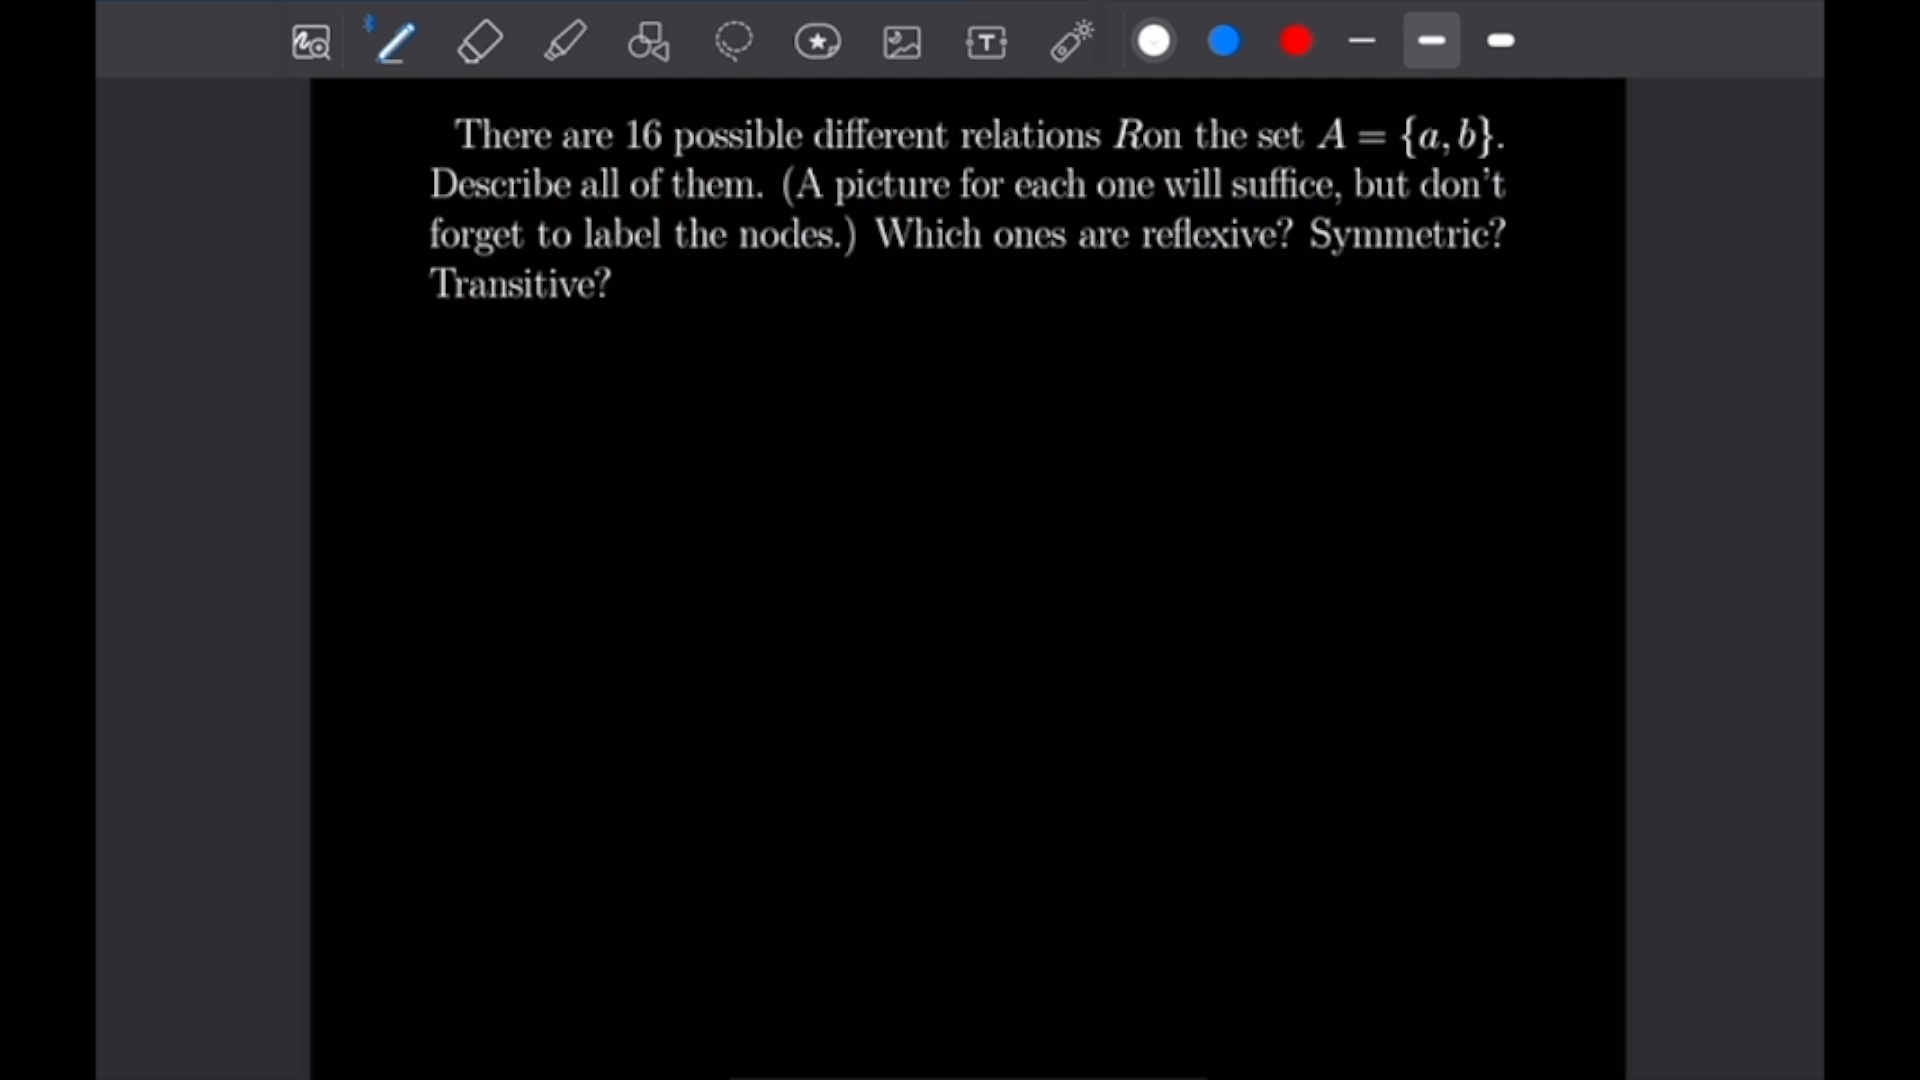 There are 16 possible different relations Ron the set A = {a, b}.
Describe all of them. (A picture for each one will suffice, but don't
forget to label the nodes.) Which ones are reflexive? Symmetric?
Transitive?